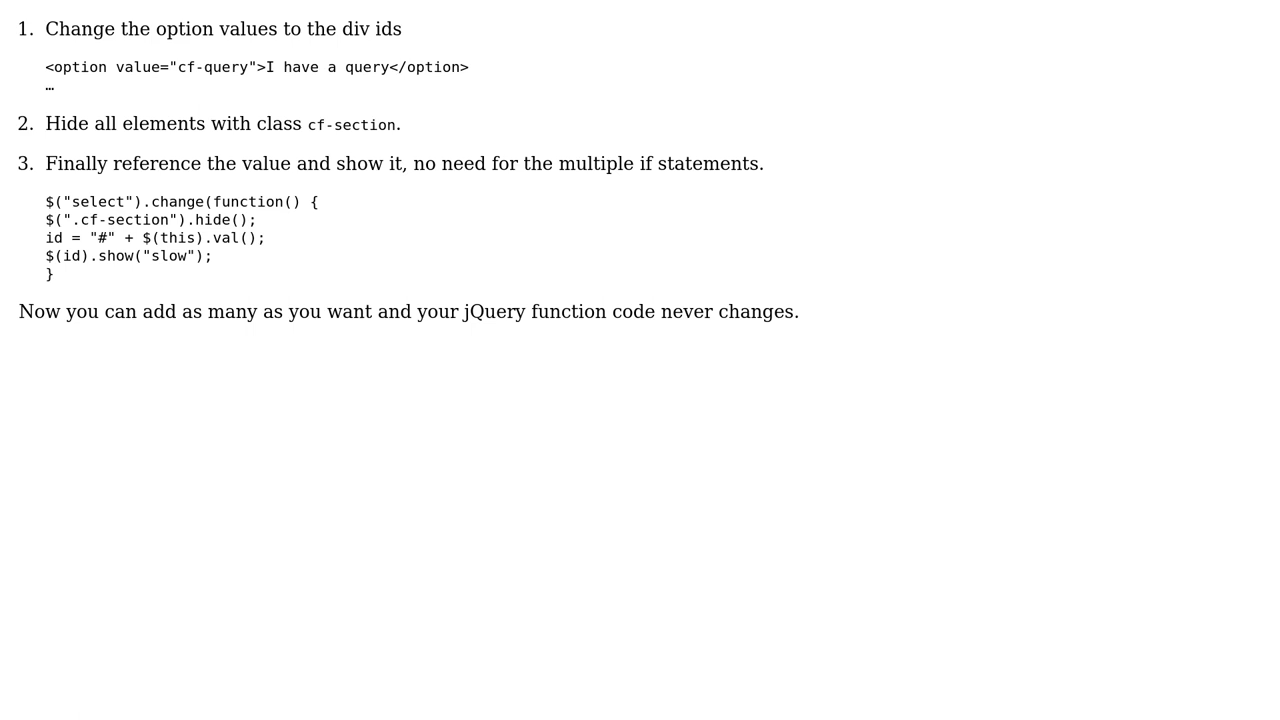 1. Change the option values to the div ids
<option value="cf-query">I have a query</option>
…
2. Hide all elements with class cf-section.
3. Finally reference the value and show it, no need for the multiple if statements.
$("select").change(function() {
$(".cf-section").hide();
id = "#" + $(this).val();
$(id).show("slow");
}
Now you can add as many as you want and your jQuery function code never changes.